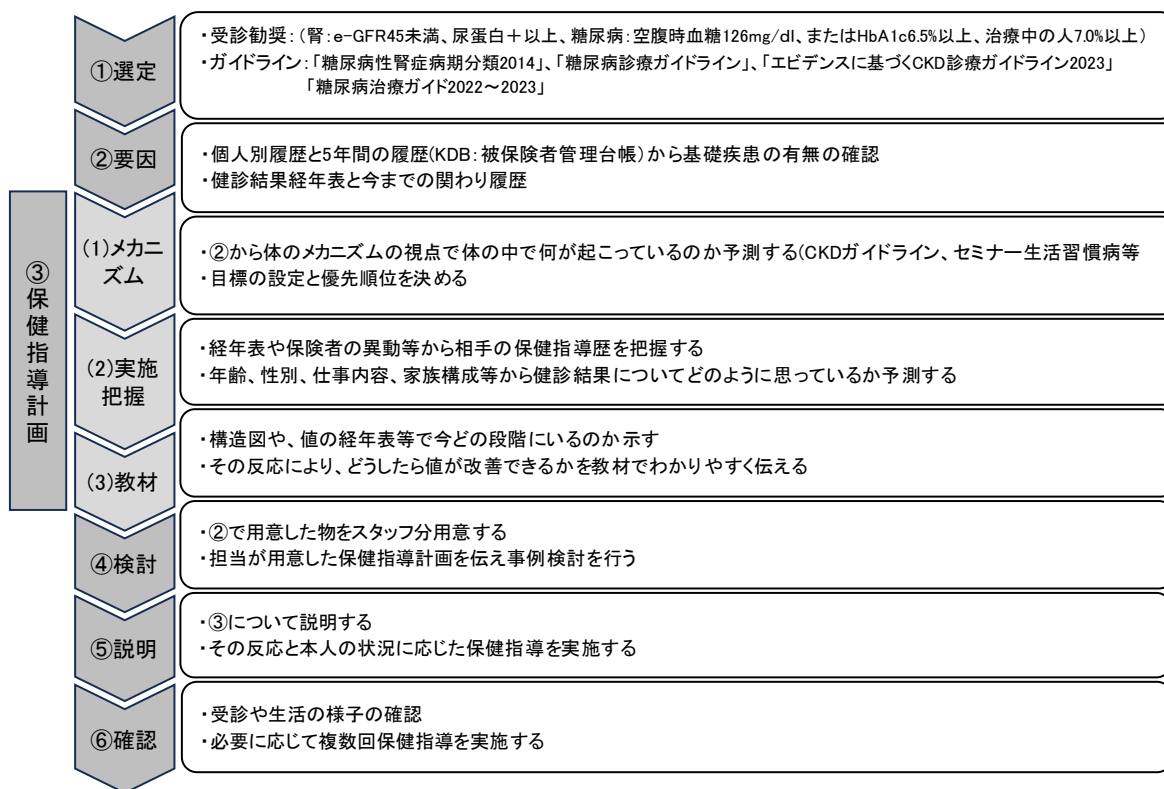 ①選定
・受診勧奨：(腎：e-GFR45未満、尿蛋白＋以上、糖尿病：空腹時血糖126mg/dl、またはHbA1c6.5%以上、治療中の人7.0%以上)
・ガイドライン：「糖尿病性腎症病期分類2014」、「糖尿病診療ガイドライン」、「エビデンスに基づくCKD診療ガイドライン2023」
「糖尿病治療ガイド2022～2023」
②要因
・個人別履歴と5年間の履歴(KDB：被保険者管理台帳)から基礎疾患の有無の確認
・健診結果経年表と今までの関わり履歴
③保健指導計画
(1)メカニ
ズム
・②から体のメカニズムの視点で体の中で何が起こっているのか予測する(CKDガイドライン、セミナー生活習慣病等
・目標の設定と優先順位を決める
(2)実施
把握
・経年表や保険者の異動等から相手の保健指導歴を把握する
・年齢、性別、仕事内容、家族構成等から健診結果についてどのように思っているか予測する
(3)教材
・構造図や、値の経年表等で今どの段階にいるのか示す
・その反応により、どうしたら値が改善できるかを教材でわかりやすく伝える
④検討
・②で用意した物をスタッフ分用意する
・担当が用意した保健指導計画を伝え事例検討を行う
⑤説明
・③について説明する
・その反応と本人の状況に応じた保健指導を実施する
⑥確認
・受診や生活の様子の確認
・必要に応じて複数回保健指導を実施する